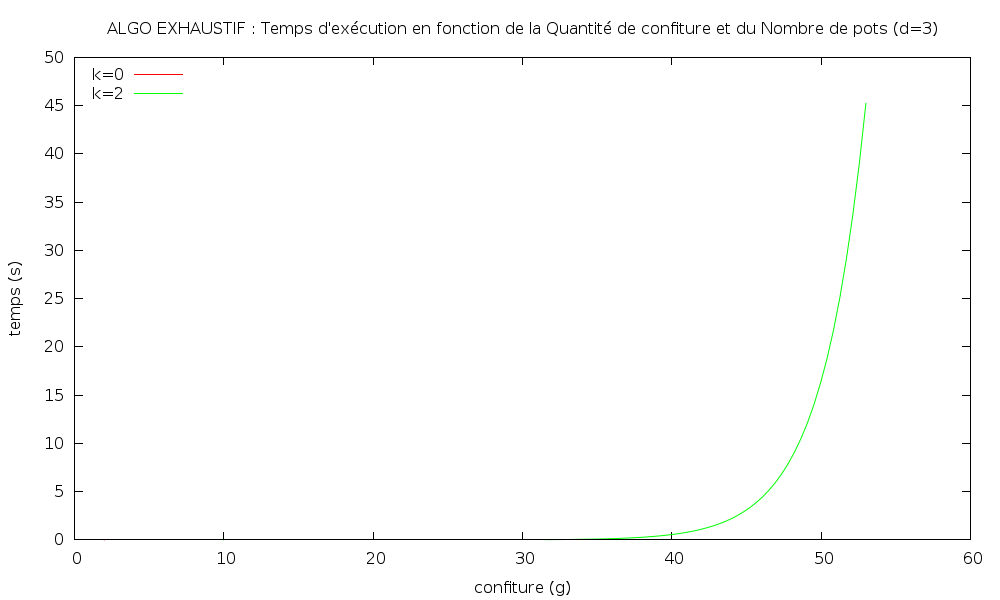 ALGO EXHAUSTIF : Temps d'exécution en fonction de la Quantité de confiture et du Nombre de pots (d=3)
50
45
40
35
30
25
20
15
10
5
0
k=0
k=2
temps (s)
0 10 20 30 40 50 60
confiture (g)